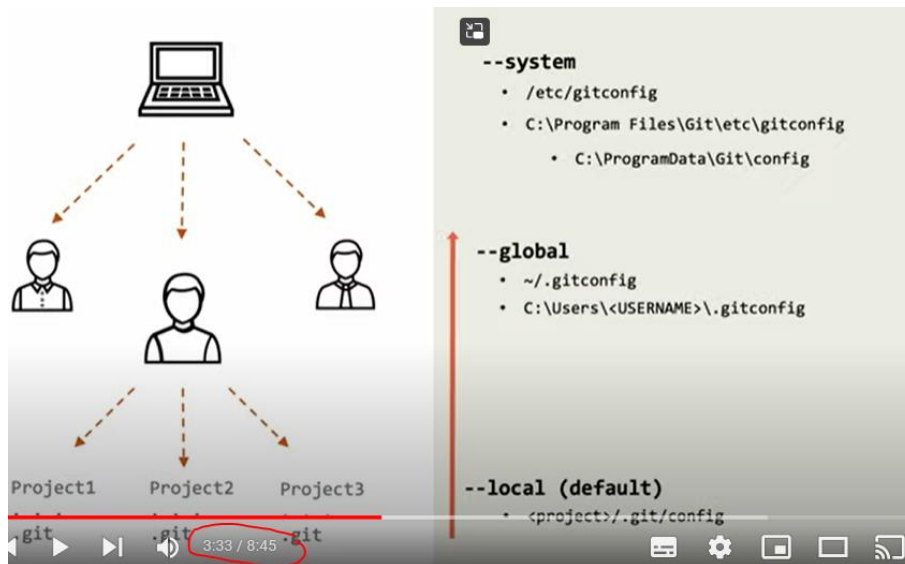 --system
• /etc/gitconfig
• C:\Program Files\Git\etc\gitconfig
• C:\ProgramData\Git\config
--global
• ~/.gitconfig
• C:\Users\<USERNAME>\.gitconfig
Project1 Project2 Project3
.git .git .git
--local (default)
• <project>/.git/config
3:33 / 8:45